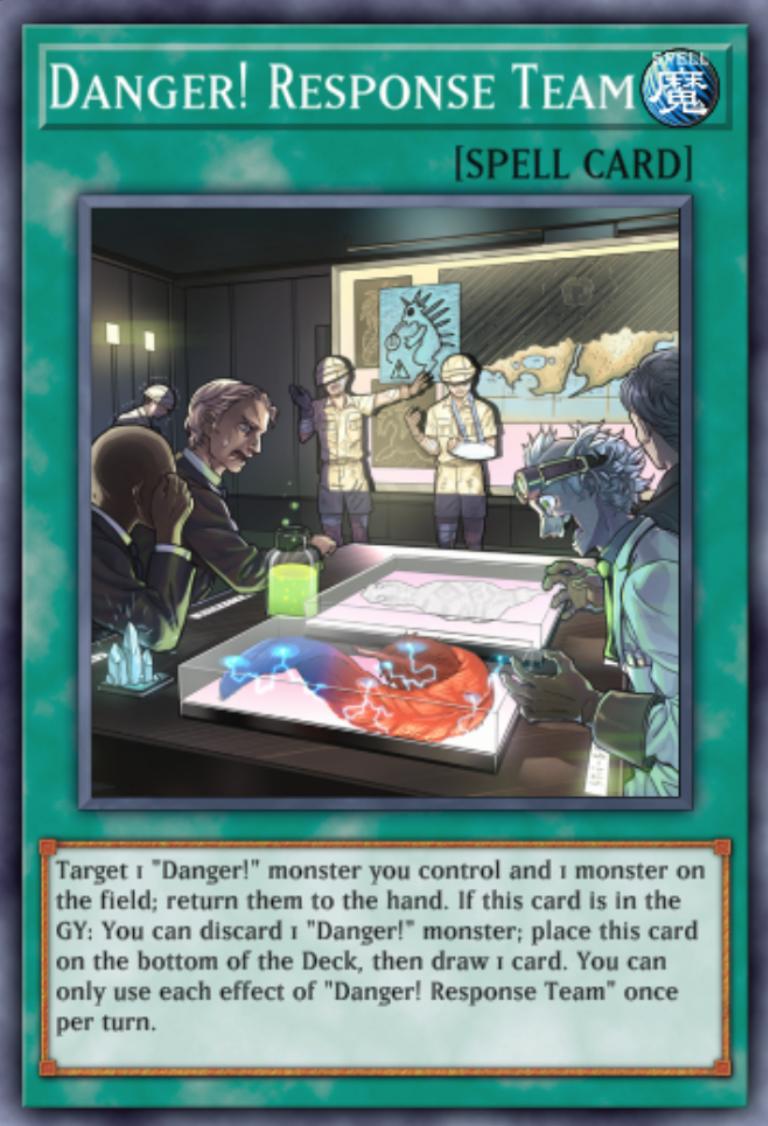 DANGER! RESPONSE TEAM
SPELL
魔
[SPELL CARD]
Target 1 "Danger!" monster you control and 1 monster on
the field; return them to the hand. If this card is in the
GY: You can discard 1 "Danger!" monster; place this card
on the bottom of the Deck, then draw 1 card. You can
only use each effect of "Danger! Response Team" once
per turn.